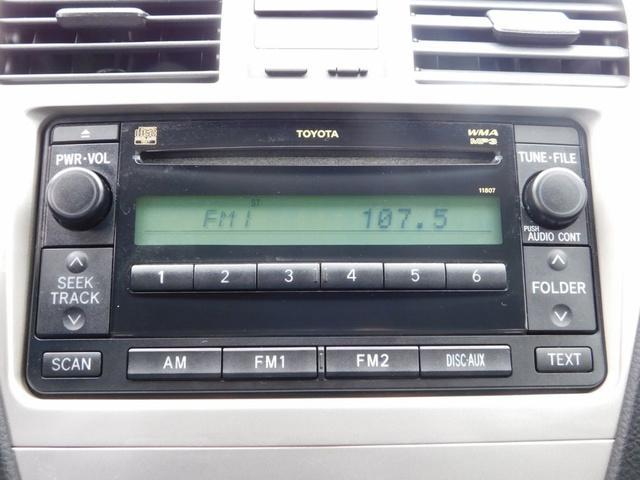 TOYOTA
WMA
MP3
PWR·VOL
TUNE·FILE
11807
ST
FM1 107.5
PUSH
AUDIO CONT
1 2 3 4 5 6
SEEK
TRACK
FOLDER
SCAN
AM
FM1
FM2
DISC·AUX
TEXT